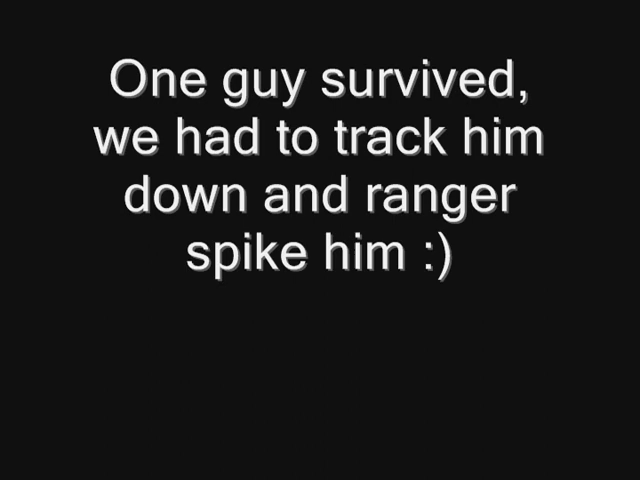 One guy survived,
we had to track him
down and ranger
spike him :)